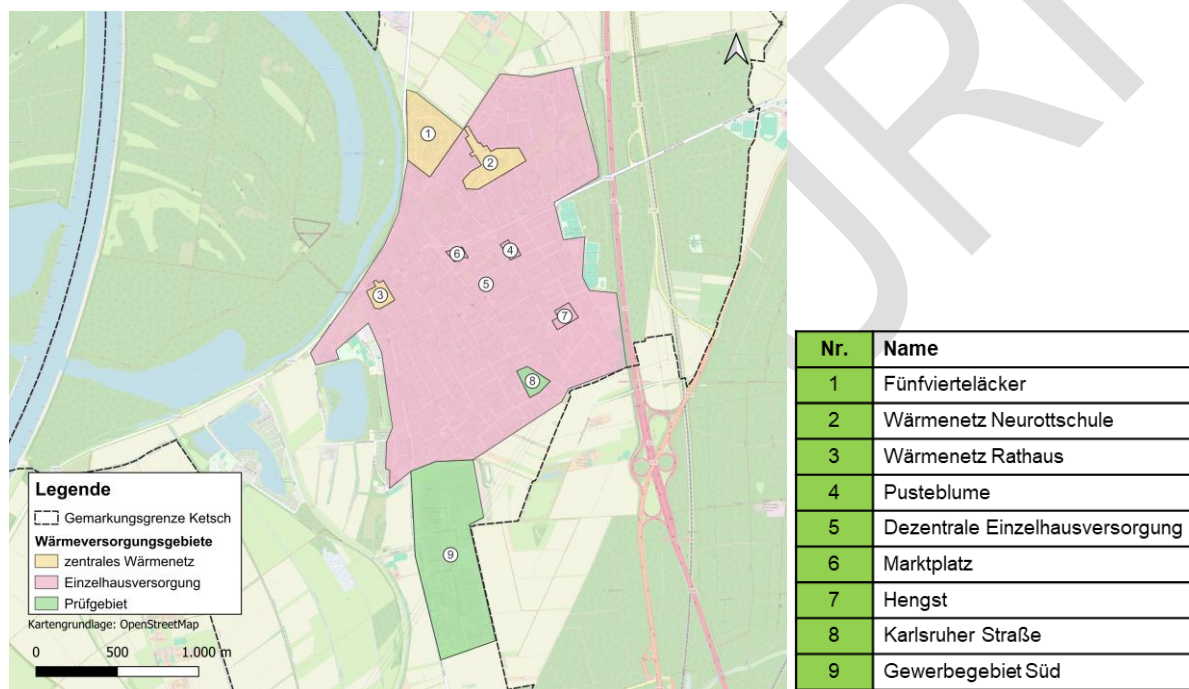 1
2
6
4
5
3
7
8
9
Legende
Gemarkungsgrenze Ketsch
Wärmeversorgungsgebiete
zentrales Wärmenetz
Einzelhausversorgung
Prüfgebiet
Kartengrundlage: OpenStreetMap
0 500 1.000 m
Nr. Name
1 Fünfvierteläcker
2 Wärmenetz Neurottschule
3 Wärmenetz Rathaus
4 Pusteblume
5 Dezentrale Einzelhausversorgung
6 Marktplatz
7 Hengst
8 Karlsruher Straße
9 Gewerbegebiet Süd